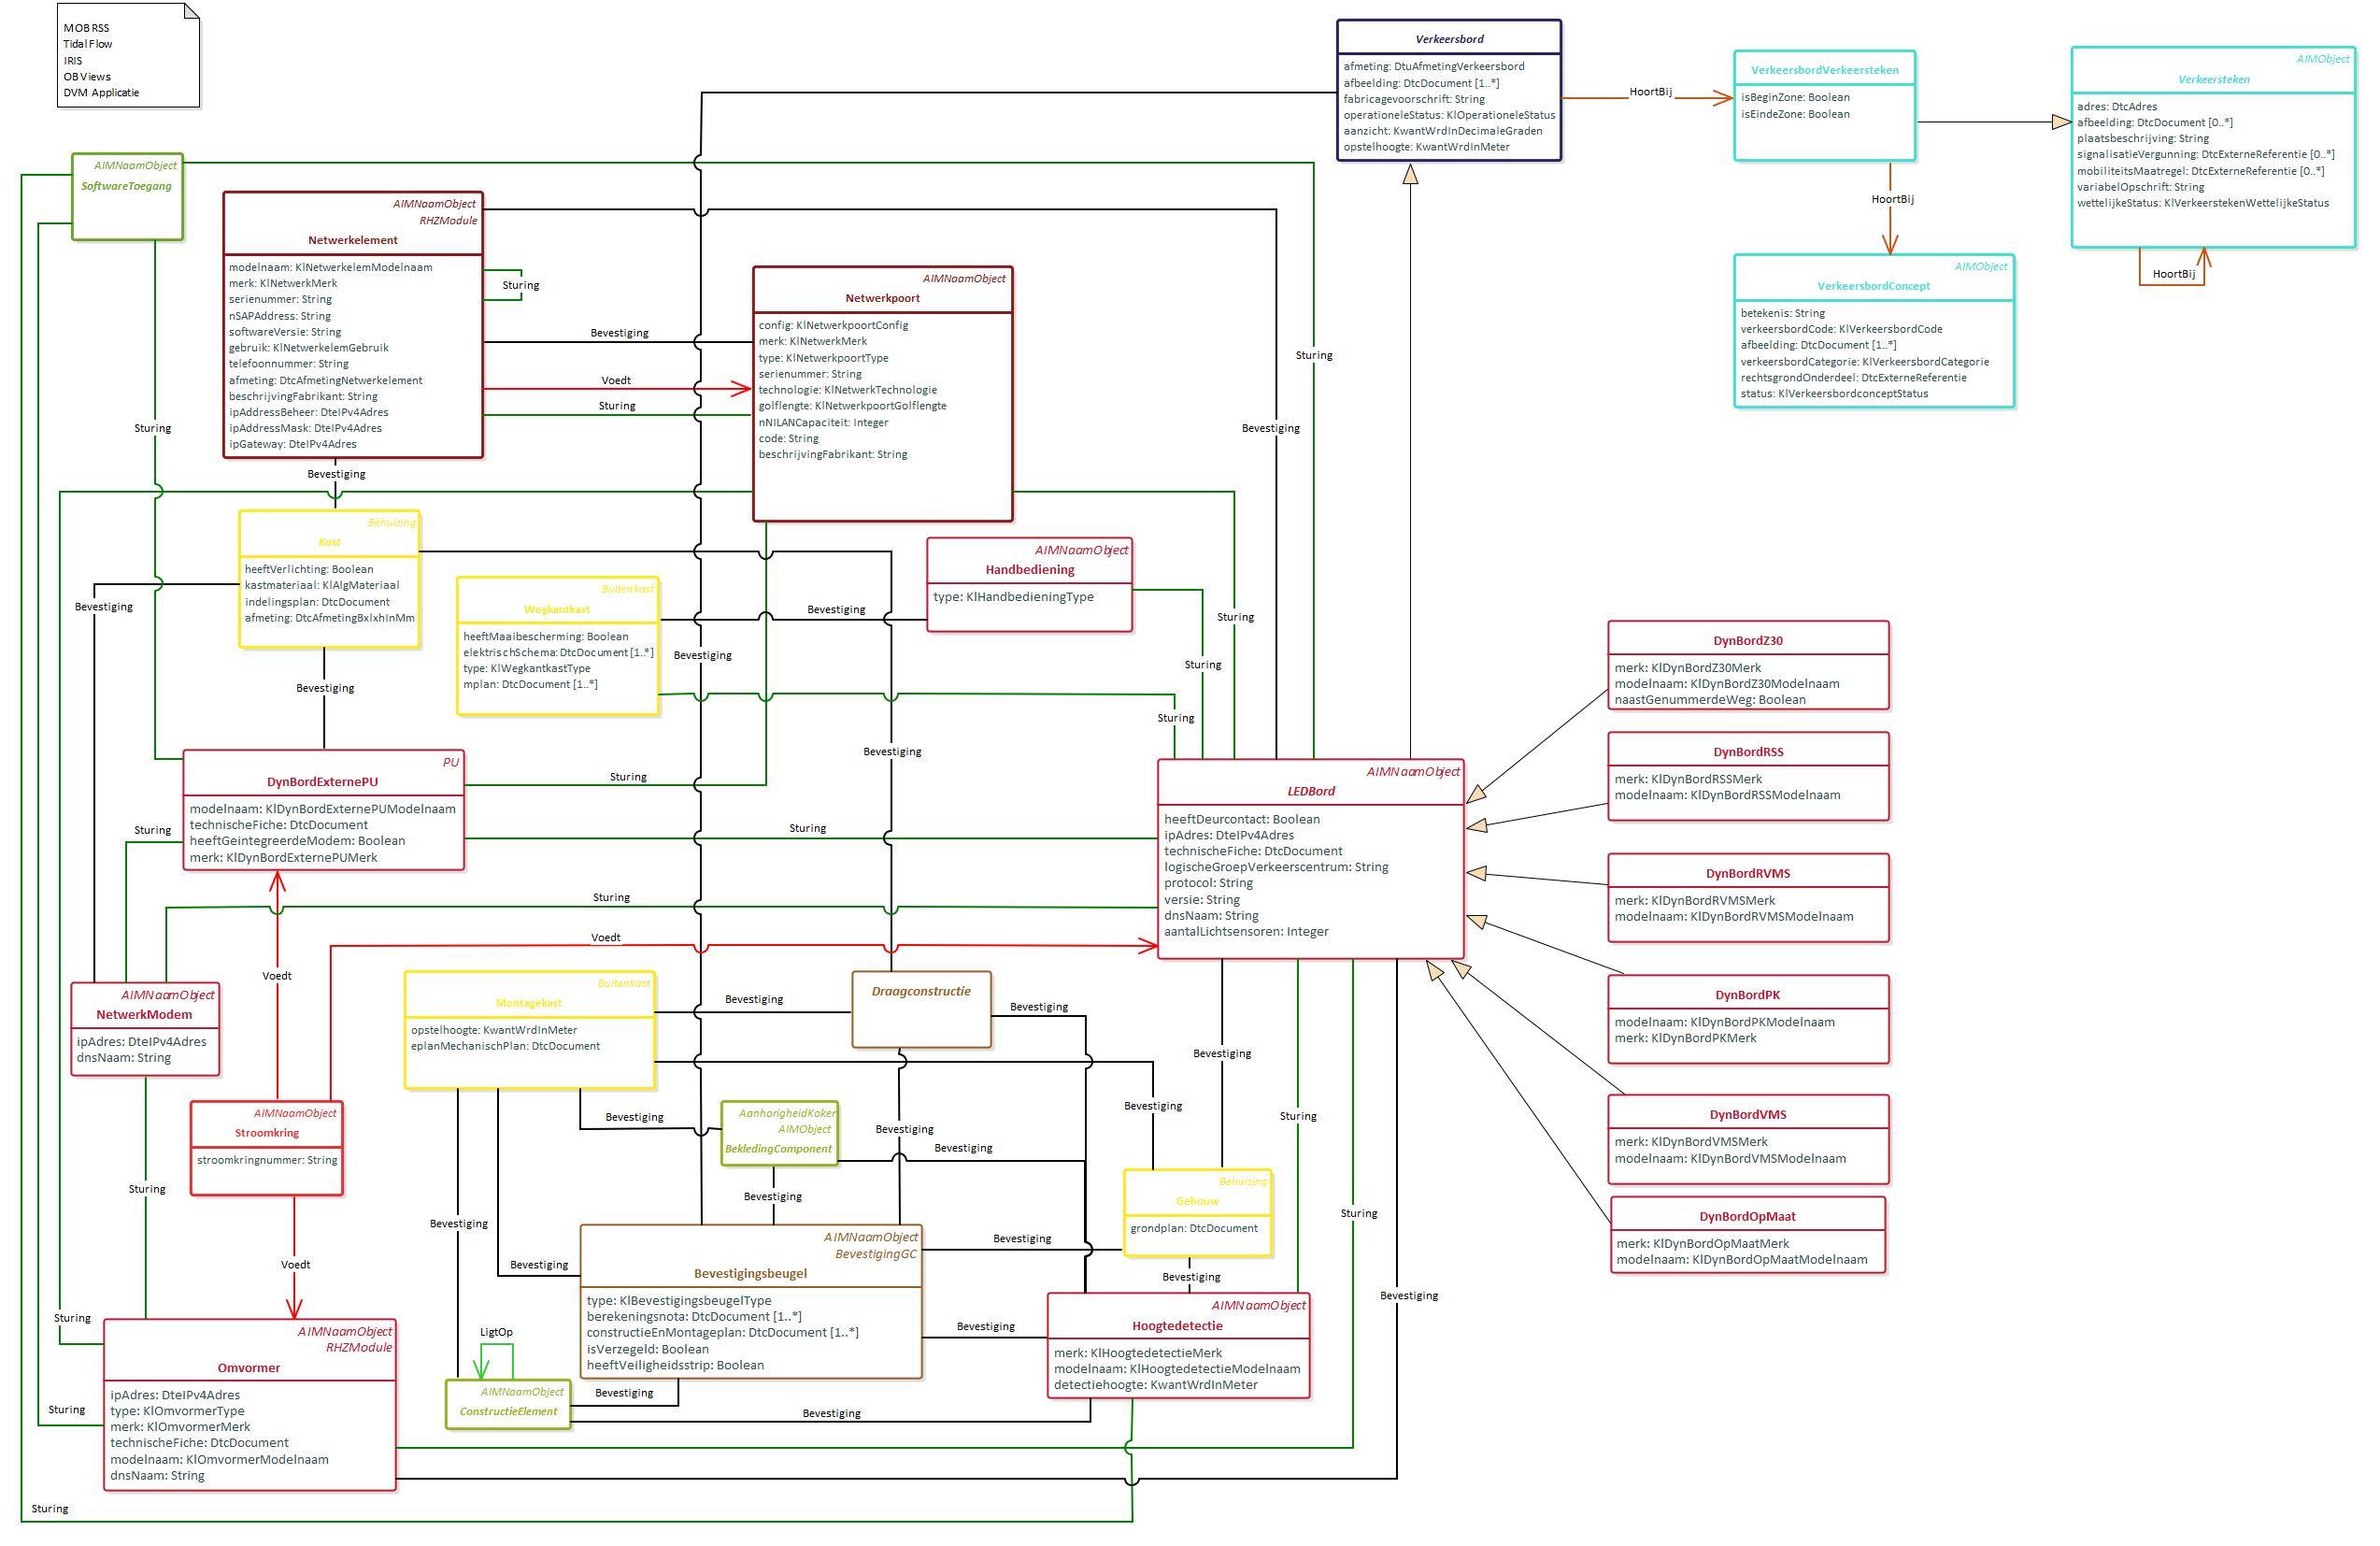 MOB RSS
Tidal Flow
IRIS
OB Views
DVM Applicatie
Verkeersbord
afmeting: DtuAfmetingVerkeersbord
afbeelding: DtcDocument [1..*]
fabricagevoorschrift: String
operationeleStatus: KlOperationeleStatus
aanzicht: KwantWrdInDecimaleGraden
opstelhoogte: KwantWrdInMeter
HoortBij
VerkeersbordVerkeersteken
isBeginZone: Boolean
isEindeZone: Boolean
AIMObject
Verkeersteken
adres: DtcAdres
afbeelding: DtcDocument [0..*]
plaatsbeschrijving: String
signalisatieVergunning: DtcExterneReferentie [0..*]
mobiliteitsMaatregel: DtcExterneReferentie [0..*]
variabelOpschrift: String
wettelijkeStatus: KlVerkeerstekenWettelijkeStatus
HoortBij
HoortBij
AIMObject
VerkeersbordConcept
betekenis: String
verkeersbordCode: KlVerkeersbordCode
afbeelding: DtcDocument [1..*]
verkeersbordCategorie: KlVerkeersbordCategorie
rechtsgrondOnderdeel: DtcExterneReferentie
status: KlVerkeersbordconceptStatus
AIMNaamObject
SoftwareToegang
AIMNaamObject
RHZModule
Netwerkelement
modelnaam: KlNetwerkelemModelnaam
merk: KlNetwerkMerk
serienummer: String
nSAPAddress: String
softwareVersie: String
gebruik: KlNetwerkelemGebruik
telefoonnummer: String
afmeting: DtcAfmetingNetwerkelement
beschrijvingFabrikant: String
ipAddressBeheer: DteIPv4Adres
ipAddressMask: DteIPv4Adres
ipGateway: DteIPv4Adres
Sturing
Bevestiging
Voedt
Sturing
AIMNaamObject
Netwerkpoort
config: KlNetwerkpoortConfig
merk: KlNetwerkMerk
type: KlNetwerkpoortType
serienummer: String
technologie: KlNetwerkTechnologie
golflengte: KlNetwerkpoortGolflengte
nNILANCapaciteit: Integer
code: String
beschrijvingFabrikant: String
Sturing
Bevestiging
Sturing
Bevestiging
Behuizing
Kast
heeftVerlichting: Boolean
kastmateriaal: KlAlgMateriaal
indelingsplan: DtcDocument
afmeting: DtcAfmetingBxlxhInMm
Bevestiging
Bevestiging
Buitenkast
Wegkantkast
heeftMaaibescherming: Boolean
elektrischSchema: DtcDocument [1..*]
type: KlWegkantkastType
mplan: DtcDocument [1..*]
Bevestiging
Bevestiging
AIMNaamObject
Handbediening
type: KlHandbedieningType
Sturing
Sturing
Sturing
Bevestiging
PU
DynBordExternePU
modelnaam: KlDynBordExternePUModelnaam
technischeFiche: DtcDocument
heeftGeintegreerdeModem: Boolean
merk: KlDynBordExternePUMerk
Sturing
Sturing
Sturing
Sturing
Voedt
Voedt
AIMNaamObject
LEDBord
heeftDeurcontact: Boolean
ipAdres: DteIPv4Adres
technischeFiche: DtcDocument
logischeGroepVerkeerscentrum: String
protocol: String
versie: String
dnsNaam: String
aantalLichtsensoren: Integer
DynBordZ30
merk: KlDynBordZ30Merk
modelnaam: KlDynBordZ30Modelnaam
naastGenummerdeWeg: Boolean
DynBordRSS
merk: KlDynBordRSSMerk
modelnaam: KlDynBordRSSModelnaam
DynBordRVMS
merk: KlDynBordRVMSMerk
modelnaam: KlDynBordRVMSModelnaam
DynBordPK
modelnaam: KlDynBordPKModelnaam
merk: KlDynBordPKMerk
DynBordVMS
merk: KlDynBordVMSMerk
modelnaam: KlDynBordVMSModelnaam
DynBordOpMaat
merk: KlDynBordOpMaatMerk
modelnaam: KlDynBordOpMaatModelnaam
AIMNaamObject
NetwerkModem
ipAdres: DteIPv4Adres
dnsNaam: String
AIMNaamObject
Stroomkring
stroomkringnummer: String
Sturing
Voedt
Buitenkast
Montagekast
opstelhoogte: KwantWrdInMeter
eplanMechanischPlan: DtcDocument
Bevestiging
Draagconstructie
Bevestiging
Bevestiging
Bevestiging
Sturing
Bevestiging
AanhorigheidKoker
AIMObject
BekledingComponent
Bevestiging
Bevestiging
Bevestiging
Bevestiging
Bevestiging
Behuizing
Gebouw
grondplan: DtcDocument
Bevestiging
Bevestiging
Sturing
Bevestiging
AIMNaamObject
BevestigingGC
Bevestigingsbeugel
type: KlBevestigingsbeugelType
berekeningsnota: DtcDocument [1..*]
constructieEnMontageplan: DtcDocument [1..*]
isVerzegeld: Boolean
heeftVeiligheidsstrip: Boolean
Bevestiging
AIMNaamObject
Hoogtedetectie
merk: KlHoogtedetectieMerk
modelnaam: KlHoogtedetectieModelnaam
detectiehoogte: KwantWrdInMeter
LigtOp
AIMNaamObject
ConstructieElement
Bevestiging
Bevestiging
Sturing
Sturing
AIMNaamObject
RHZModule
Omvormer
ipAdres: DteIPv4Adres
type: KlOmvormerType
merk: KlOmvormerMerk
technischeFiche: DtcDocument
modelnaam: KlOmvormerModelnaam
dnsNaam: String
Sturing